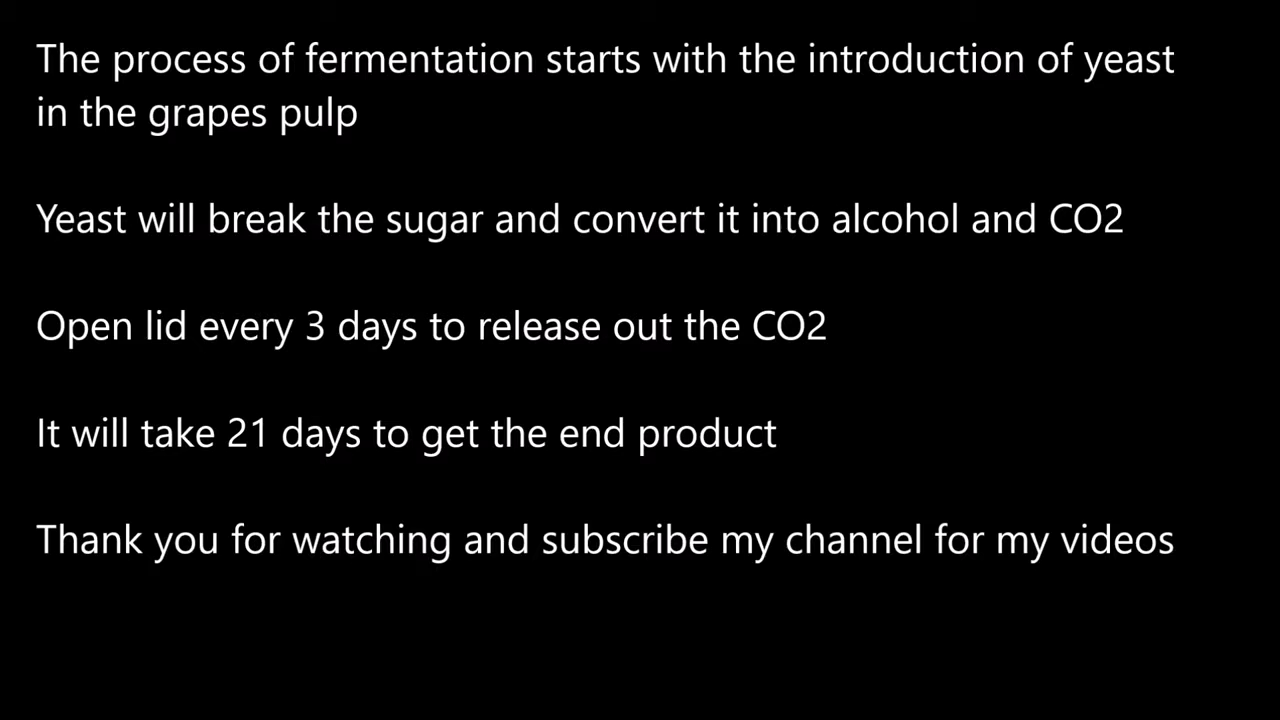 The process of fermentation starts with the introduction of yeast
in the grapes pulp
Yeast will break the sugar and convert it into alcohol and CO2
Open lid every 3 days to release out the CO2
It will take 21 days to get the end product
Thank you for watching and subscribe my channel for my videos